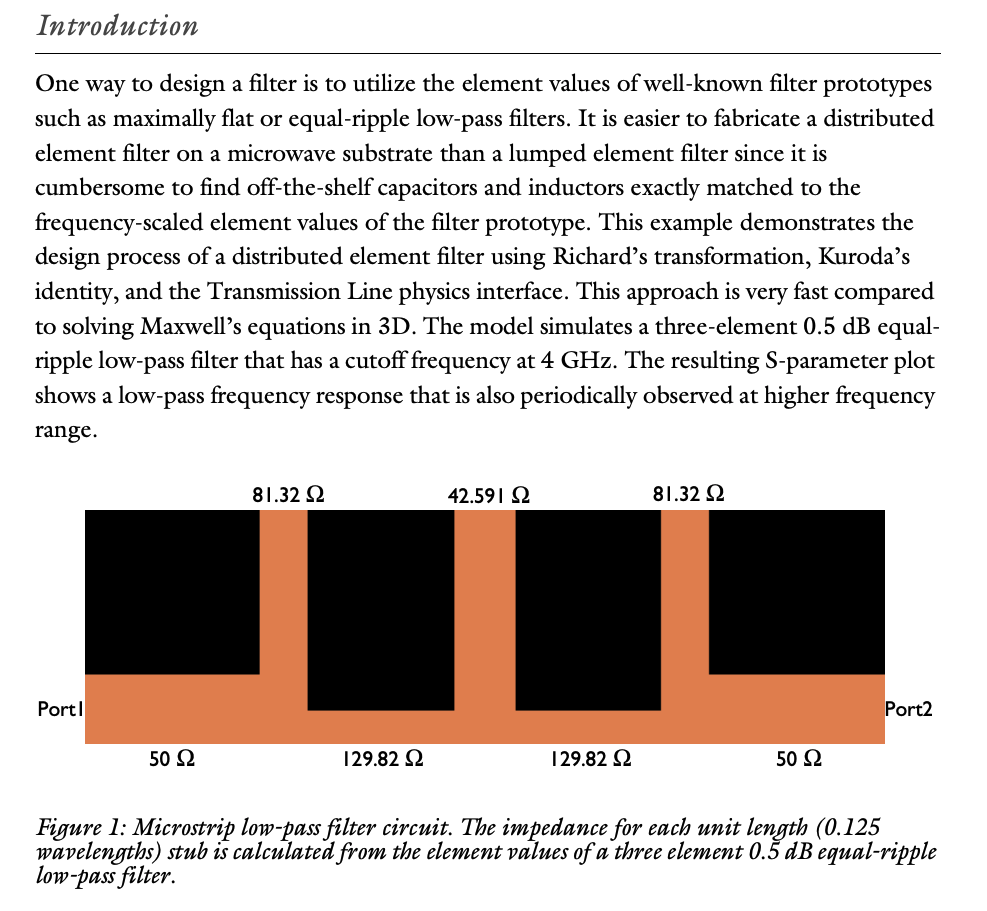 Introduction
One way to design a filter is to utilize the element values of well-known filter prototypes
such as maximally flat or equal-ripple low-pass filters. It is easier to fabricate a distributed
element filter on a microwave substrate than a lumped element filter since it is
cumbersome to find off-the-shelf capacitors and inductors exactly matched to the
frequency-scaled element values of the filter prototype. This example demonstrates the
design process of a distributed element filter using Richard’s transformation, Kuroda’s
identity, and the Transmission Line physics interface. This approach is very fast compared
to solving Maxwell’s equations in 3D. The model simulates a three-element 0.5 dB equal-
ripple low-pass filter that has a cutoff frequency at 4 GHz. The resulting S-parameter plot
shows a low-pass frequency response that is also periodically observed at higher frequency
range.
81.32 Ω 42.591 Ω 81.32 Ω
Port1 Port2
50 Ω 129.82 Ω 129.82 Ω 50 Ω
Figure 1: Microstrip low-pass filter circuit. The impedance for each unit length (0.125
wavelengths) stub is calculated from the element values of a three element 0.5 dB equal-ripple
low-pass filter.